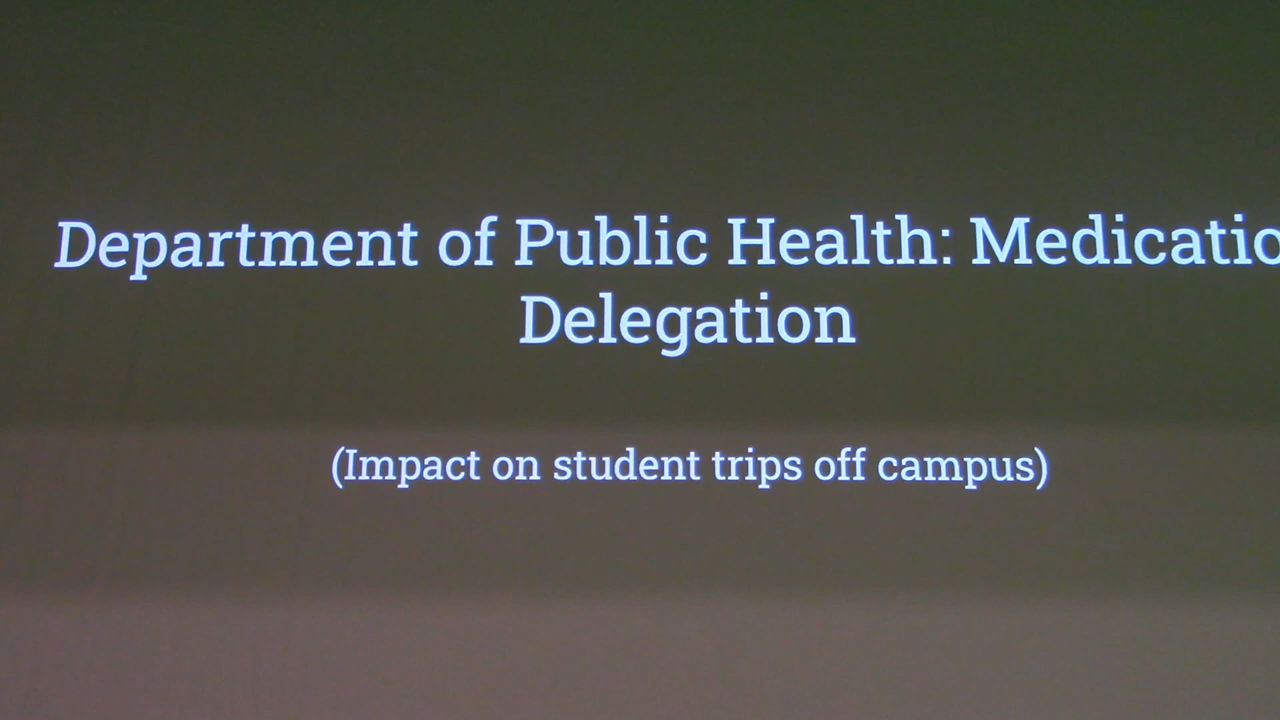 Department of Public Health: Medicatio
Delegation
(Impact on student trips off campus)